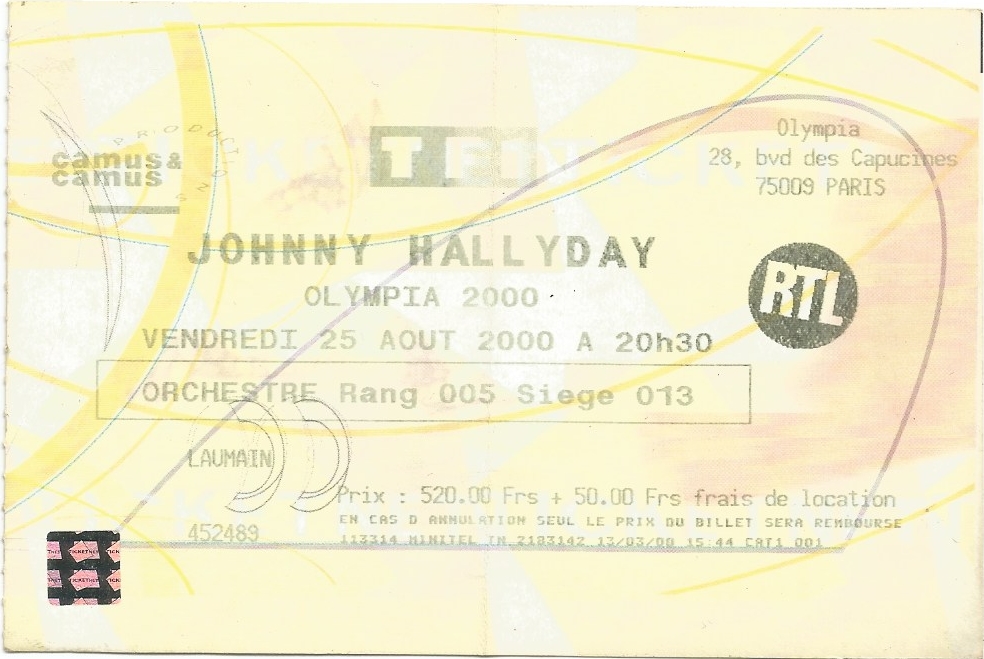 PRODUCTIONS
camus &
camus
TF1
Olympia
28, bvd des Capucines
75009 PARIS
JOHNNY HALLYDAY
OLYMPIA 2000
RTL
VENDREDI 25 AOUT 2000 A 20h30
ORCHESTRE Rang 005 Siege 013
LAUMAIN
Prix : 520.00 Frs + 50.00 Frs frais de location
EN CAS D ANNULATION SEUL LE PRIX DU BILLET SERA REMBOURSE
452489
113314 MINITEL TM 2183142 13/03/00 15:44 CAT1 001